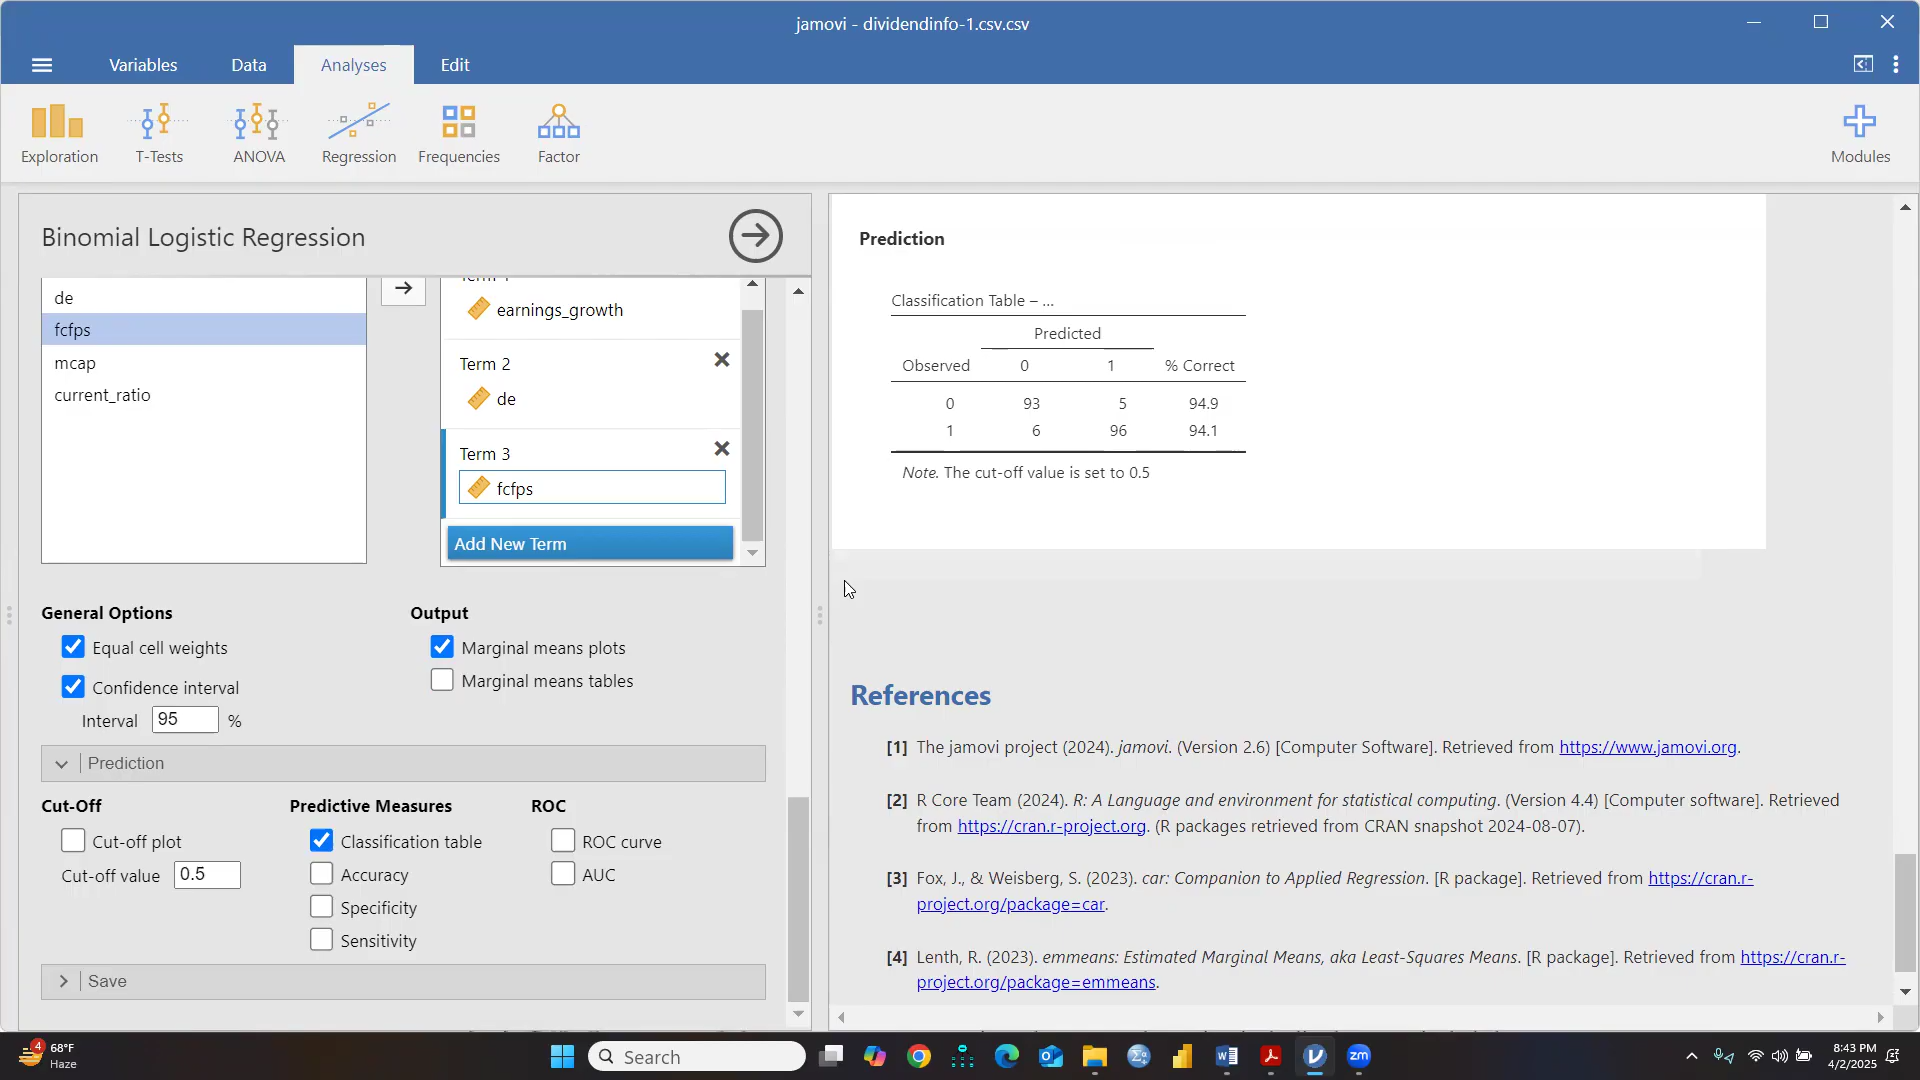 jamovi - dividendinfo-1.csv.csv
Variables
Data
Analyses
Edit
Exploration
T-Tests
ANOVA
Regression
Frequencies
Factor
Modules
Binomial Logistic Regression
de
fcfps
mcap
current_ratio
earnings_growth
Term 2
de
Term 3
fcfps
Add New Term
General Options
Equal cell weights
Confidence interval
Interval 95 %
Output
Marginal means plots
Marginal means tables
Prediction
Cut-Off
Cut-off plot
Cut-off value 0.5
Predictive Measures
Classification table
Accuracy
Specificity
Sensitivity
ROC
ROC curve
AUC
Save
Prediction
Classification Table – ...
Predicted
Observed 0 1 % Correct
0 93 5 94.9
1 6 96 94.1
Note. The cut-off value is set to 0.5
References
[1] The jamovi project (2024). jamovi. (Version 2.6) [Computer Software]. Retrieved from https://www.jamovi.org.
[2] R Core Team (2024). R: A Language and environment for statistical computing. (Version 4.4) [Computer software]. Retrieved
from https://cran.r-project.org. (R packages retrieved from CRAN snapshot 2024-08-07).
[3] Fox, J., & Weisberg, S. (2023). car: Companion to Applied Regression. [R package]. Retrieved from https://cran.r-
project.org/package=car.
[4] Lenth, R. (2023). emmeans: Estimated Marginal Means, aka Least-Squares Means. [R package]. Retrieved from https://cran.r-
project.org/package=emmeans.
4
68°F
Haze
Search
zm
8:43 PM
4/2/2025